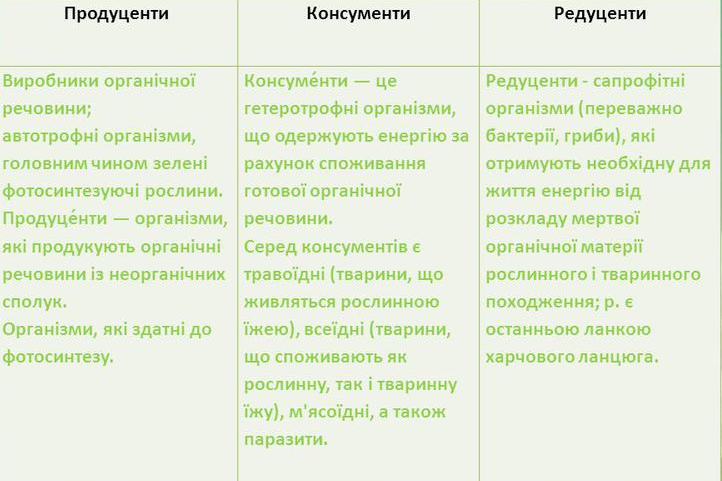 Продуценти
Консументи
Редуценти
Виробники органічної
речовини;
автотрофні організми,
головним чином зелені
фотосинтезуючі рослини.
Продуце́нти — організми,
які продукують органічні
речовини із неорганічних
сполук.
Організми, які здатні до
фотосинтезу.
Консуме́нти — це
гетеротрофні організми,
що одержують енергію за
рахунок споживання
готової органічної
речовини.
Серед консументів є
травоїдні (тварини, що
живляться рослинною
їжею), всеїдні (тварини,
що споживають як
рослинну, так і тваринну
їжу), м'ясоїдні, а також
паразити.
Редуценти - сапрофітні
організми (переважно
бактерії, гриби), які
отримують необхідну для
життя енергію від
розкладу мертвої
органічної матерії
рослинного і тваринного
походження; р. є
останньою ланкою
харчового ланцюга.